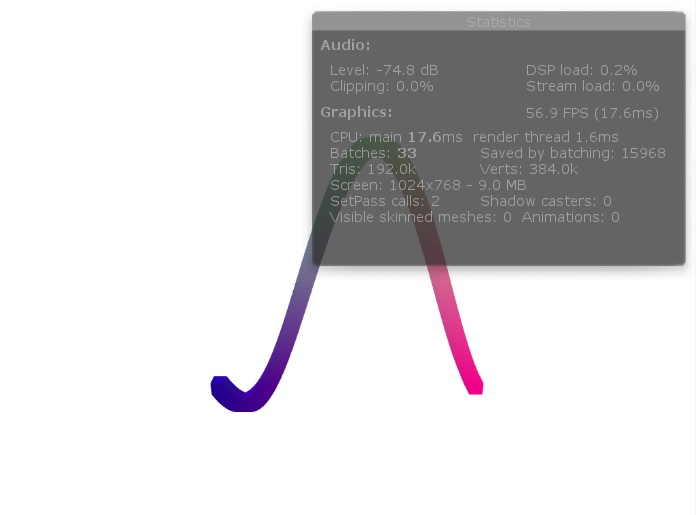 Statistics
Audio:
Level: -74.8 dB DSP load: 0.2%
Clipping: 0.0% Stream load: 0.0%
Graphics: 56.9 FPS (17.6ms)
CPU: main 17.6ms render thread 1.6ms
Batches: 33 Saved by batching: 15968
Tris: 192.0k Verts: 384.0k
Screen: 1024x768 - 9.0 MB
SetPass calls: 2 Shadow casters: 0
Visible skinned meshes: 0 Animations: 0